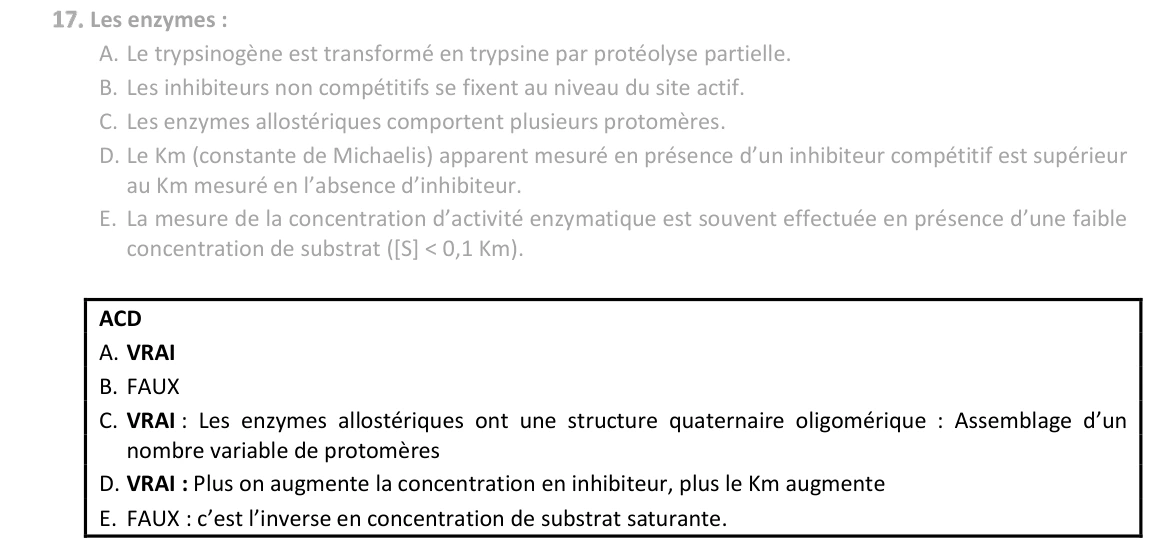 17. Les enzymes :
A. Le trypsinogène est transformé en trypsine par protéolyse partielle.
B. Les inhibiteurs non compétitifs se fixent au niveau du site actif.
C. Les enzymes allostériques comportent plusieurs protomères.
D. Le Km (constante de Michaelis) apparent mesuré en présence d’un inhibiteur compétitif est supérieur
au Km mesuré en l’absence d’inhibiteur.
E. La mesure de la concentration d’activité enzymatique est souvent effectuée en présence d’une faible
concentration de substrat ([S] < 0,1 Km).
ACD
A. VRAI
B. FAUX
C. VRAI : Les enzymes allostériques ont une structure quaternaire oligomérique : Assemblage d’un
nombre variable de protomères
D. VRAI : Plus on augmente la concentration en inhibiteur, plus le Km augmente
E. FAUX : c’est l’inverse en concentration de substrat saturante.